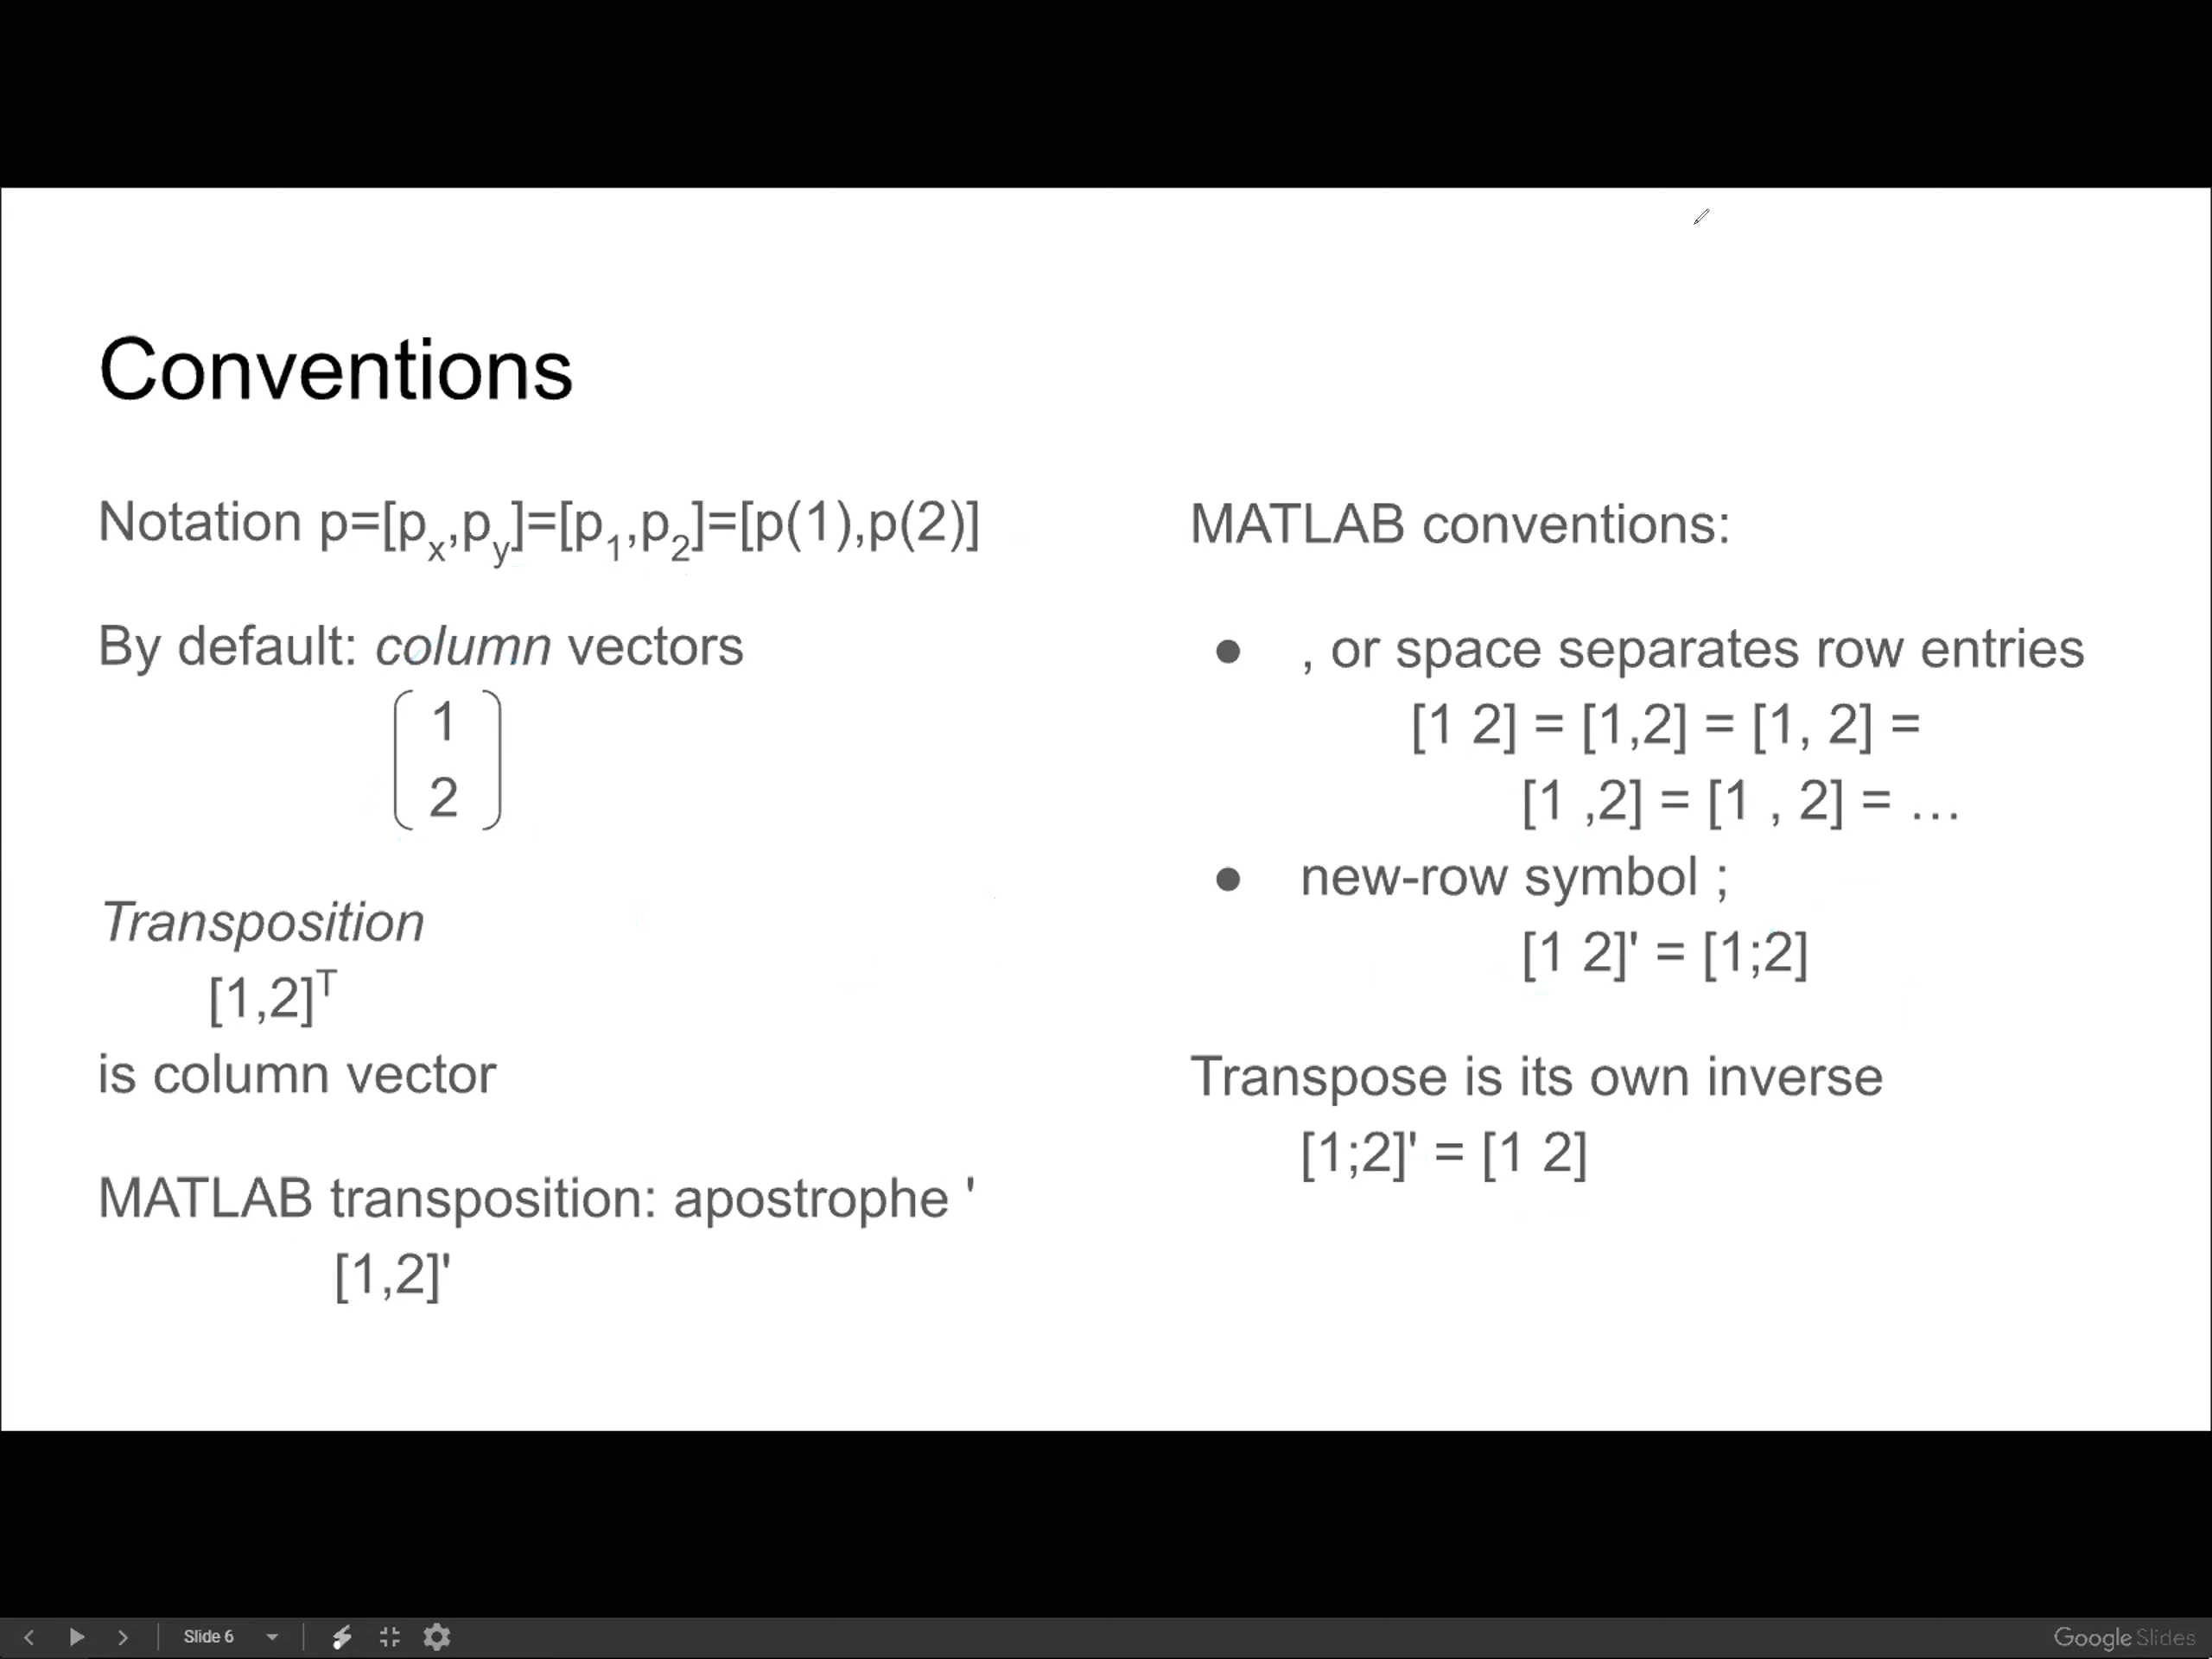 Conventions
Notation p=[pₓ,p_y]=[p₁,p₂]=[p(1),p(2)]
By default: column vectors
1
2
Transposition
[1,2]ᵀ
is column vector
MATLAB transposition: apostrophe '
[1,2]'
MATLAB conventions:
● , or space separates row entries
[1 2] = [1,2] = [1, 2] =
[1 ,2] = [1 , 2] = …
● new-row symbol ;
[1 2]' = [1;2]
Transpose is its own inverse
[1;2]' = [1 2]
Slide 6
Google Slides